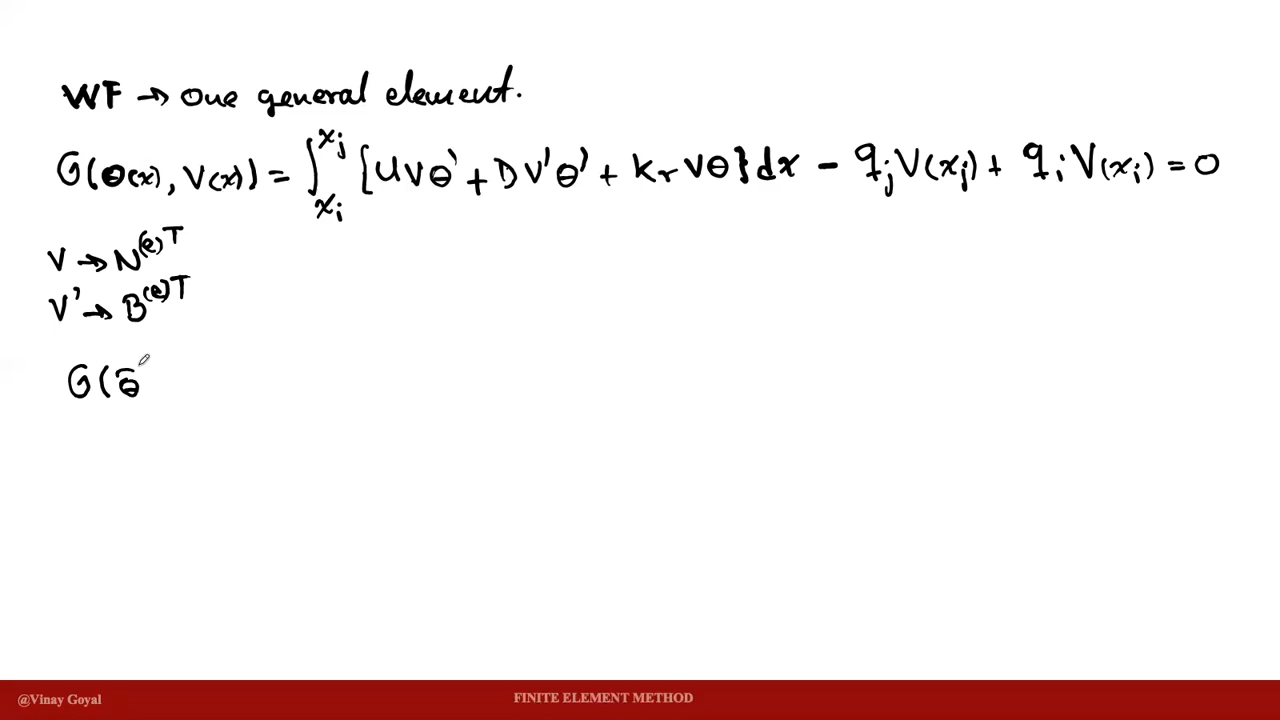 WF → One general element.
G(θ(x), V(x)) = ∫_{x_i}^{x_j} {UVθ' + DV'θ' + k_r Vθ} dx − q_j V(x_j) + q_i V(x_i) = 0
V → N^{(e)T}
V' → B^{(e)T}
G(θ̄
@Vinay Goyal
FINITE ELEMENT METHOD